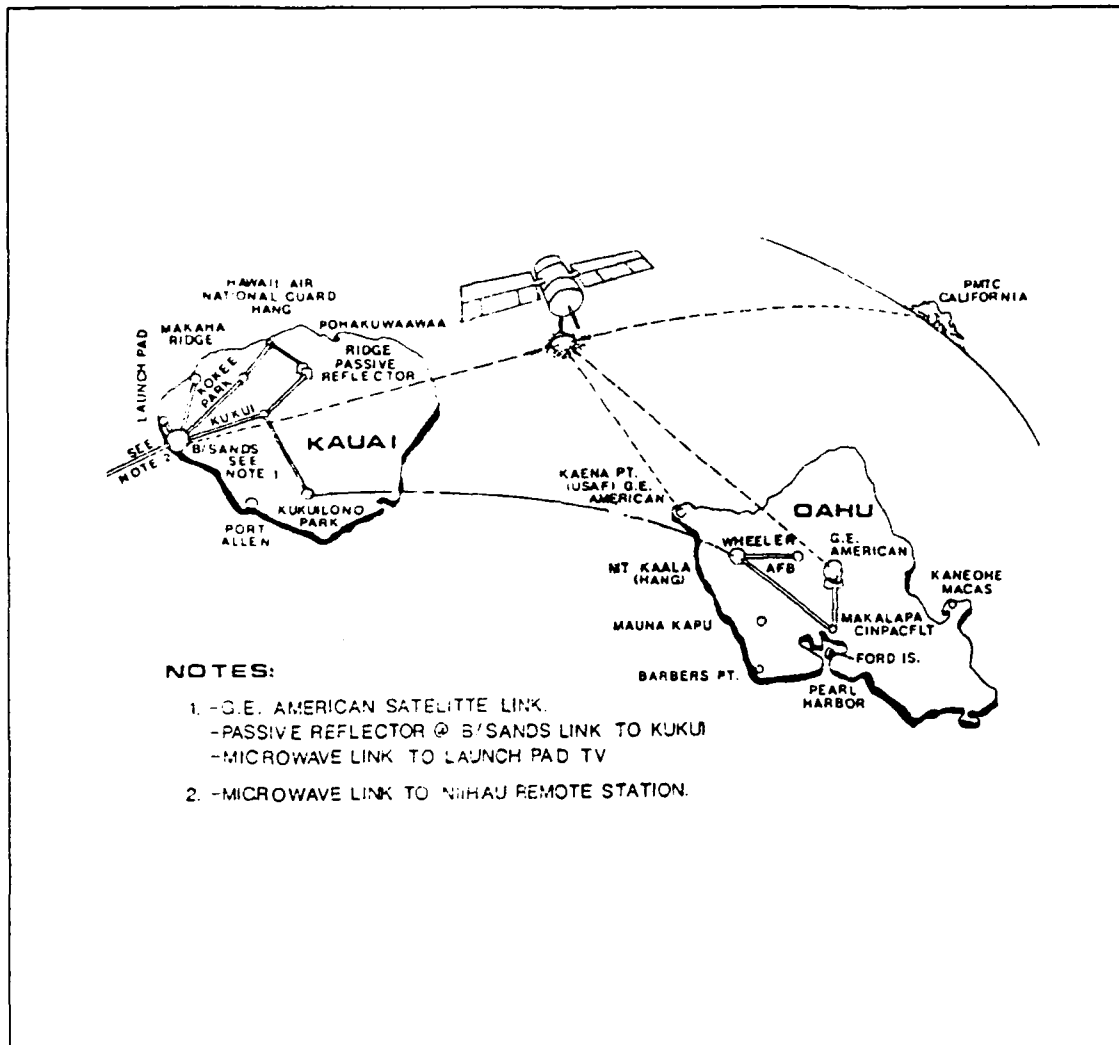 HAWAII AIR
NATIONAL GUARD
HANG
MAKAHA
RIDGE
POHAKUWAAWAA
RIDGE
PASSIVE
REFLECTOR
LAUNCH PAD
KOKEE
PARK
KUKUI
KAUAI
SEE
NOTE 2
B/SANDS
SEE
NOTE 1
KUKUILONO
PARK
PORT
ALLEN
PMTC
CALIFORNIA
KAENA PT.
(USAF) G.E.
AMERICAN
OAHU
WHEELER
AFB
G.E.
AMERICAN
MT. KAALA
(HANG)
KANEOHE
MACAS
MAUNA KAPU
MAKALAPA
CINPACFLT
FORD IS.
BARBERS PT.
PEARL
HARBOR
NOTES:
1. -G.E. AMERICAN SATELITTE LINK.
-PASSIVE REFLECTOR @ B/SANDS LINK TO KUKUI
-MICROWAVE LINK TO LAUNCH PAD TV
2. -MICROWAVE LINK TO NIIHAU REMOTE STATION.